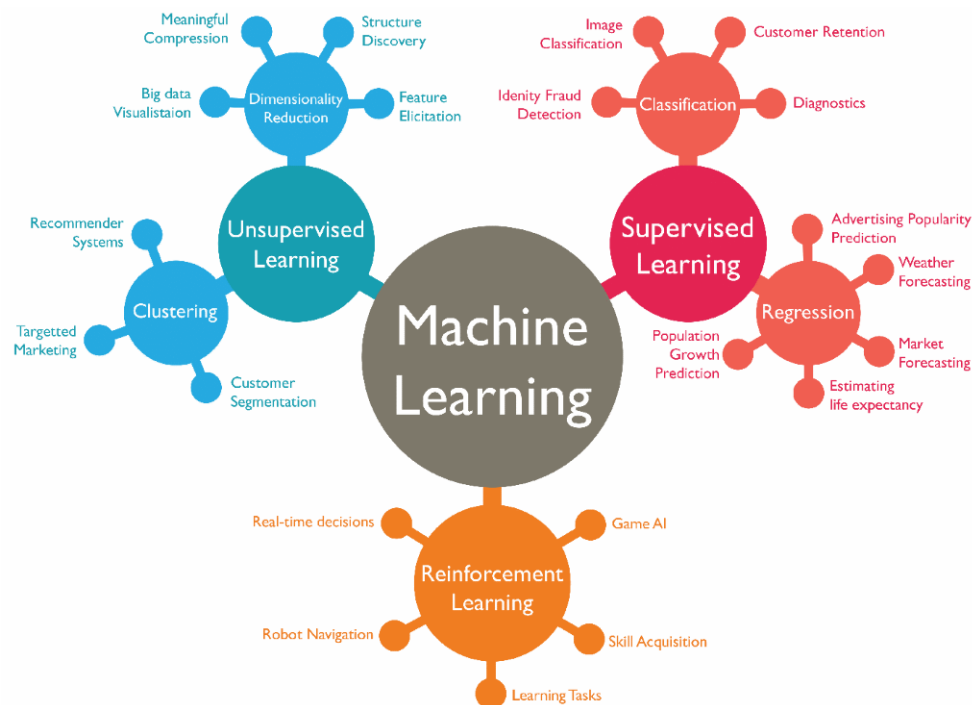 Meaningful
Compression
Structure
Discovery
Big data
Visualistaion
Dimensionality
Reduction
Feature
Elicitation
Unsupervised
Learning
Recommender
Systems
Clustering
Targetted
Marketing
Customer
Segmentation
Image
Classification
Customer Retention
Idenity Fraud
Detection
Classification
Diagnostics
Supervised
Learning
Advertising Popularity
Prediction
Weather
Forecasting
Regression
Population
Growth
Prediction
Market
Forecasting
Estimating
life expectancy
Machine
Learning
Real-time decisions
Game AI
Reinforcement
Learning
Robot Navigation
Skill Acquisition
Learning Tasks